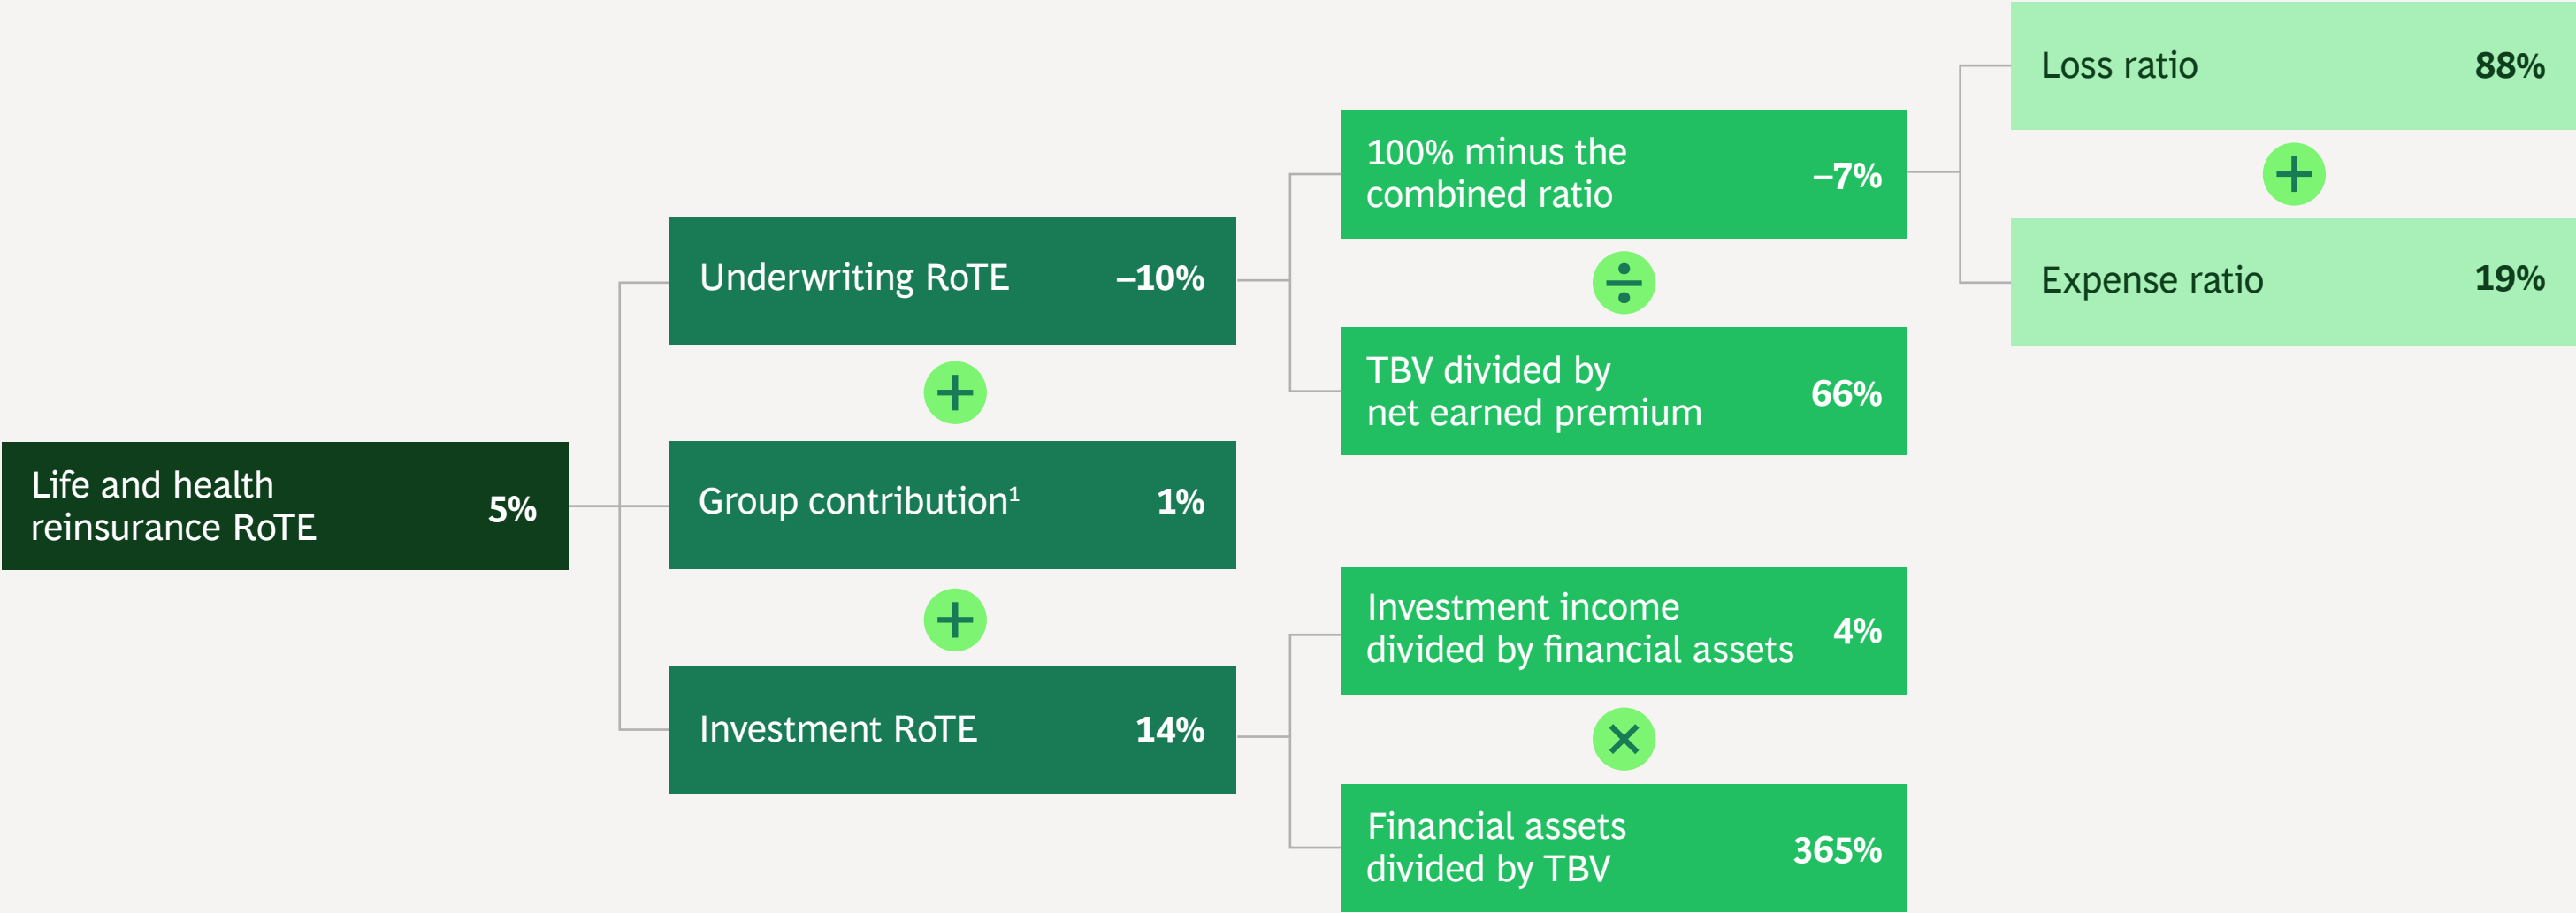 Life and health
reinsurance RoTE
5%
Underwriting RoTE
–10%
+
Group contribution¹
1%
+
Investment RoTE
14%
100% minus the
combined ratio
–7%
÷
TBV divided by
net earned premium
66%
Investment income
divided by financial assets
4%
×
Financial assets
divided by TBV
365%
Loss ratio
88%
+
Expense ratio
19%